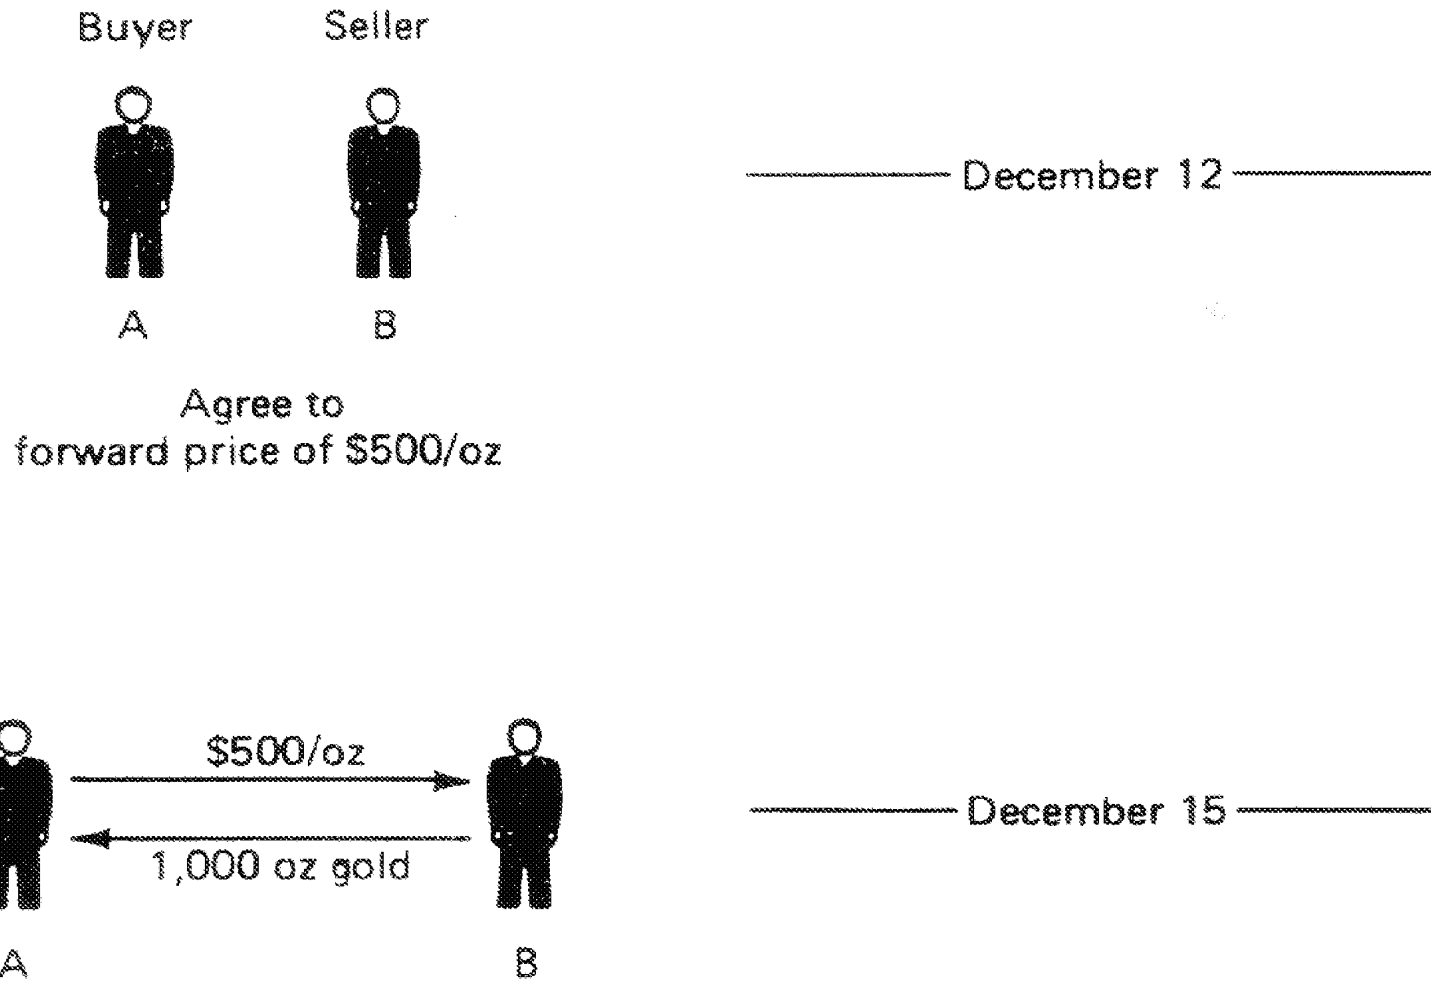 Buyer Seller
December 12
A B
Agree to
forward price of $500/oz
$500/oz
December 15
1,000 oz gold
A B